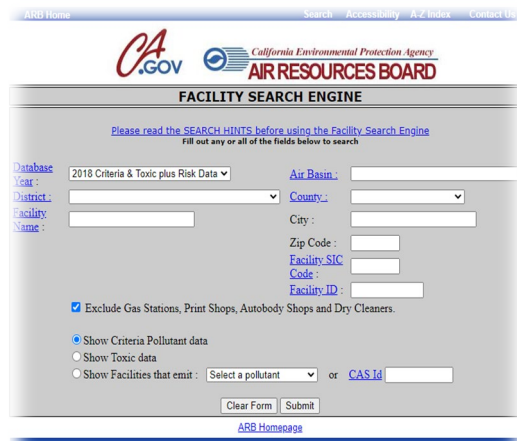 ARB Home Search Accessibility A-Z Index Contact Us
CA.GOV
California Environmental Protection Agency
AIR RESOURCES BOARD
FACILITY SEARCH ENGINE
Please read the SEARCH HINTS before using the Facility Search Engine
Fill out any or all of the fields below to search
Database Year : 2018 Criteria & Toxic plus Risk Data Air Basin :
District : County :
Facility Name : City :
Zip Code :
Facility SIC Code :
Facility ID :
Exclude Gas Stations, Print Shops, Autobody Shops and Dry Cleaners.
Show Criteria Pollutant data
Show Toxic data
Show Facilities that emit : Select a pollutant or CAS Id
Clear Form Submit
ARB Homepage